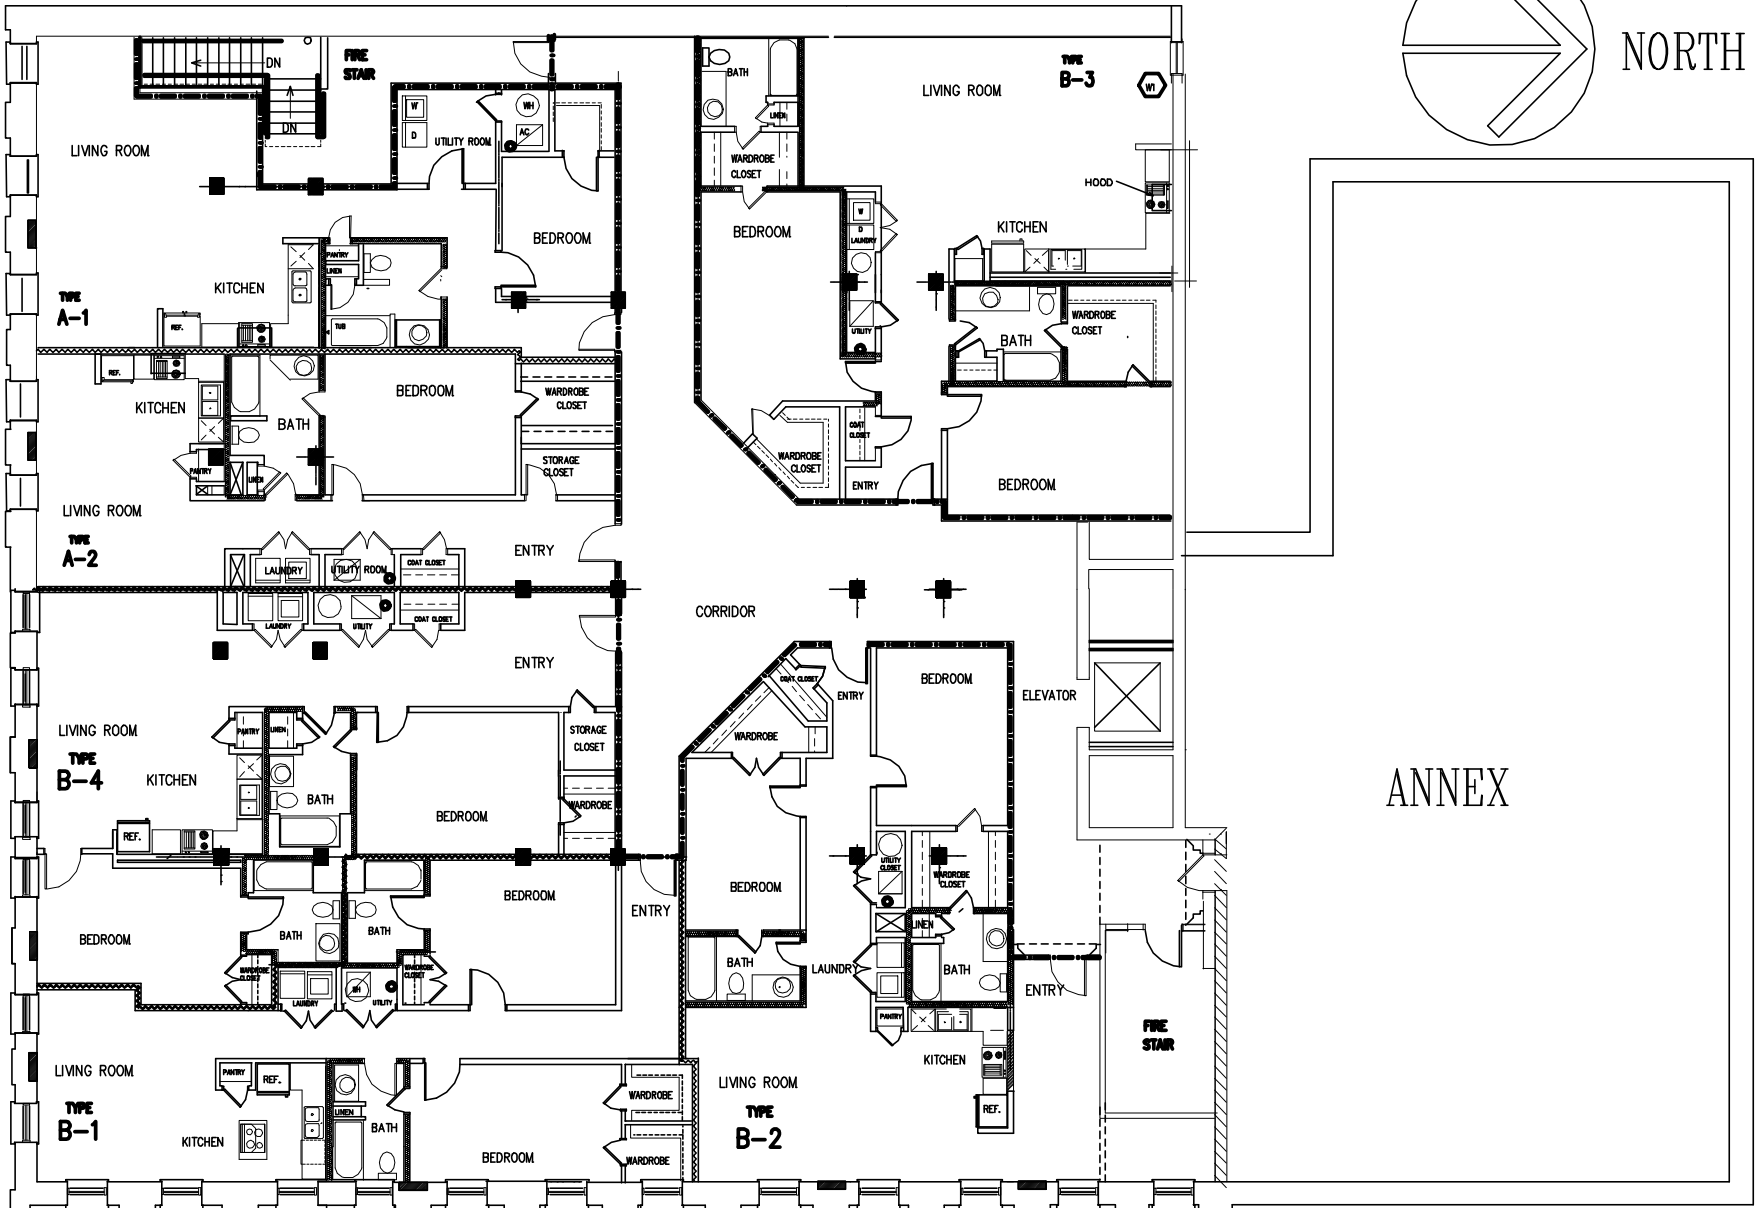 NORTH
DN
DN
FIRE
STAIR
LIVING ROOM
W
D
UTILITY ROOM
WH
AC
BEDROOM
PANTRY
LINEN
KITCHEN
TYPE
A-1
REF.
TUB
BATH
LINEN
WARDROBE
CLOSET
BEDROOM
LIVING ROOM
TYPE
B-3
W1
HOOD
KITCHEN
W
D
LAUNDRY
UTILITY
BATH
WARDROBE
CLOSET
WARDROBE
CLOSET
COAT
CLOSET
ENTRY
BEDROOM
REF.
KITCHEN
BATH
BEDROOM
WARDROBE
CLOSET
STORAGE
CLOSET
PANTRY
LINEN
LIVING ROOM
TYPE
A-2
LAUNDRY
UTILITY ROOM
COAT CLOSET
ENTRY
CORRIDOR
LAUNDRY
UTILITY
COAT CLOSET
ENTRY
LIVING ROOM
TYPE
B-4
PANTRY
LINEN
STORAGE
CLOSET
KITCHEN
BATH
BEDROOM
WARDROBE
REF.
COAT CLOSET
ENTRY
WARDROBE
BEDROOM
ELEVATOR
ANNEX
BEDROOM
UTILITY
CLOSET
WARDROBE
CLOSET
BEDROOM
BATH
WARDROBE
CLOSET
BATH
BEDROOM
ENTRY
WARDROBE
CLOSET
LAUNDRY
WH
UTILITY
BATH
LAUNDRY
LINEN
BATH
ENTRY
PANTRY
KITCHEN
REF.
FIRE
STAIR
LIVING ROOM
TYPE
B-1
PANTRY
REF.
KITCHEN
LINEN
BATH
BEDROOM
WARDROBE
WARDROBE
LIVING ROOM
TYPE
B-2